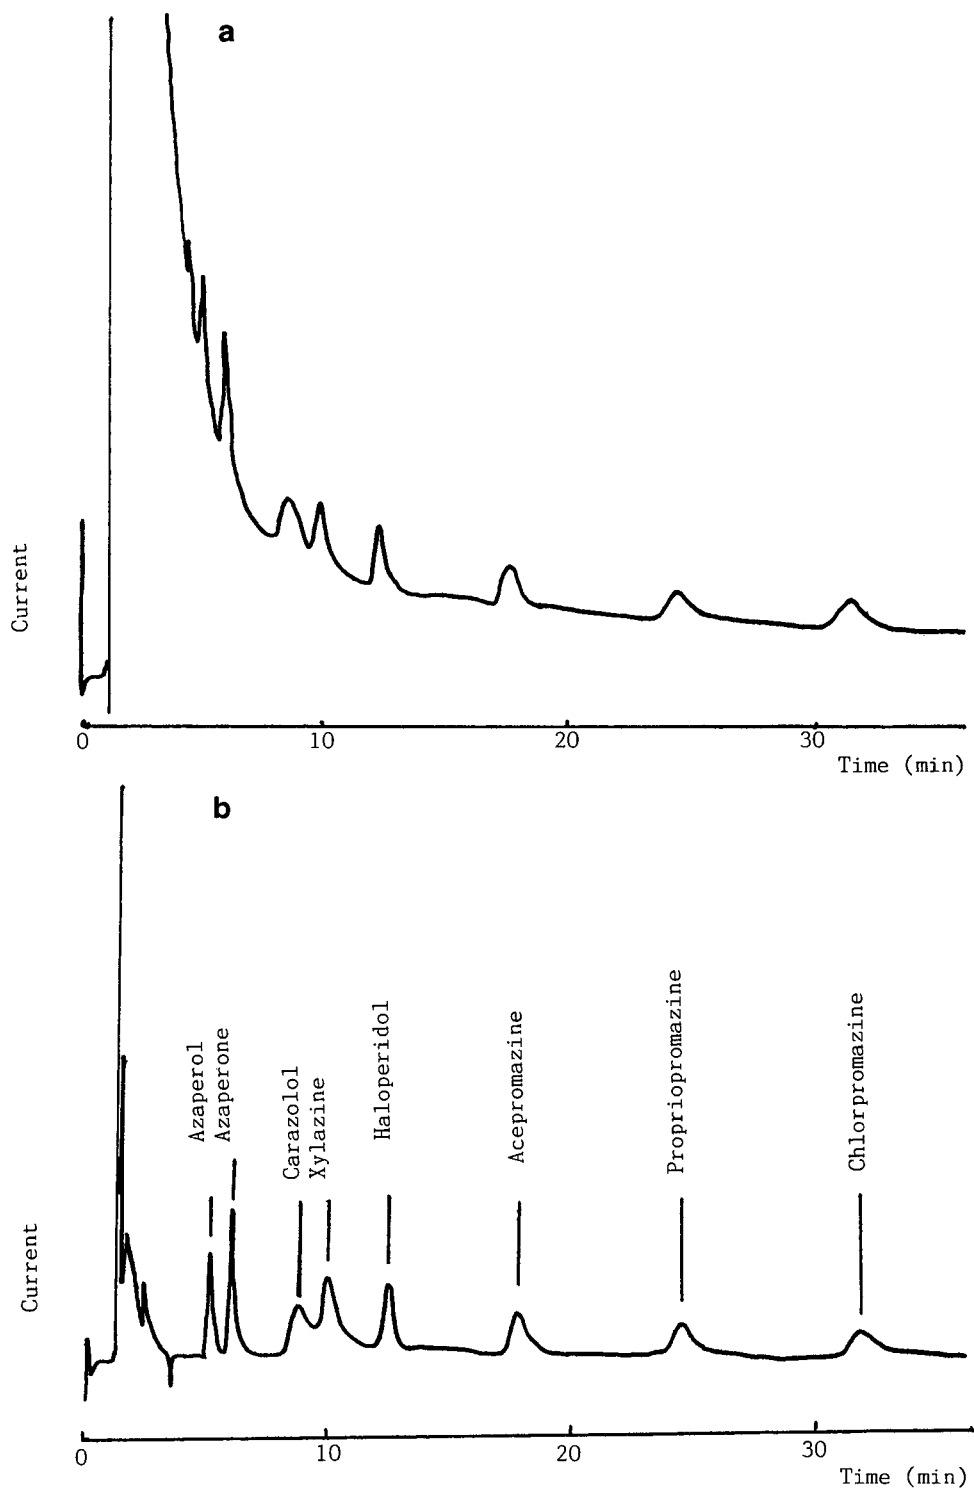 a
Current
0 10 20 30
Time (min)
b
Azaperol
Azaperone
Carazolol
Xylazine
Haloperidol
Acepromazine
Propriopromazine
Chlorpromazine
Current
0 10 20 30
Time (min)